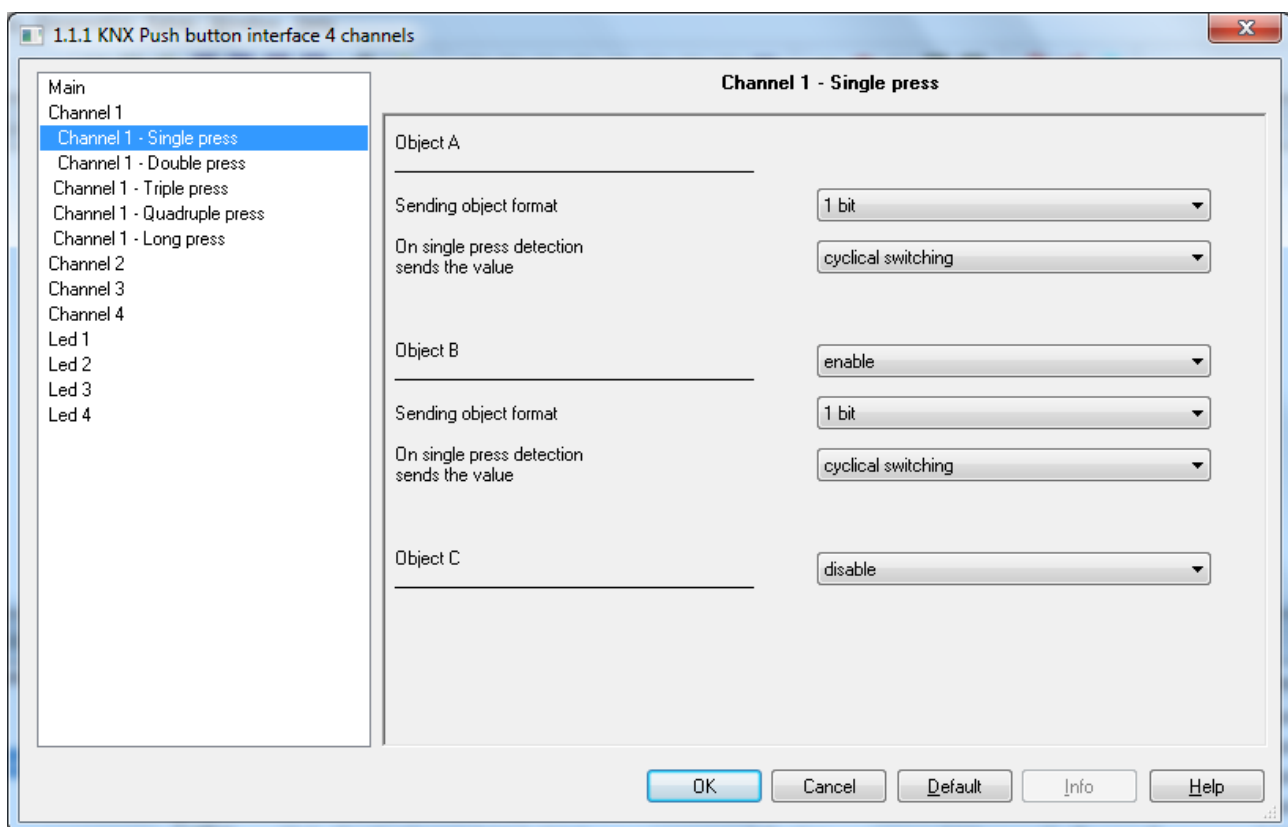 1.1.1 KNX Push button interface 4 channels
Main
Channel 1
Channel 1 - Single press
Channel 1 - Double press
Channel 1 - Triple press
Channel 1 - Quadruple press
Channel 1 - Long press
Channel 2
Channel 3
Channel 4
Led 1
Led 2
Led 3
Led 4
Channel 1 - Single press
Object A
Sending object format
1 bit
On single press detection
sends the value
cyclical switching
Object B
enable
Sending object format
1 bit
On single press detection
sends the value
cyclical switching
Object C
disable
OK
Cancel
Default
Info
Help